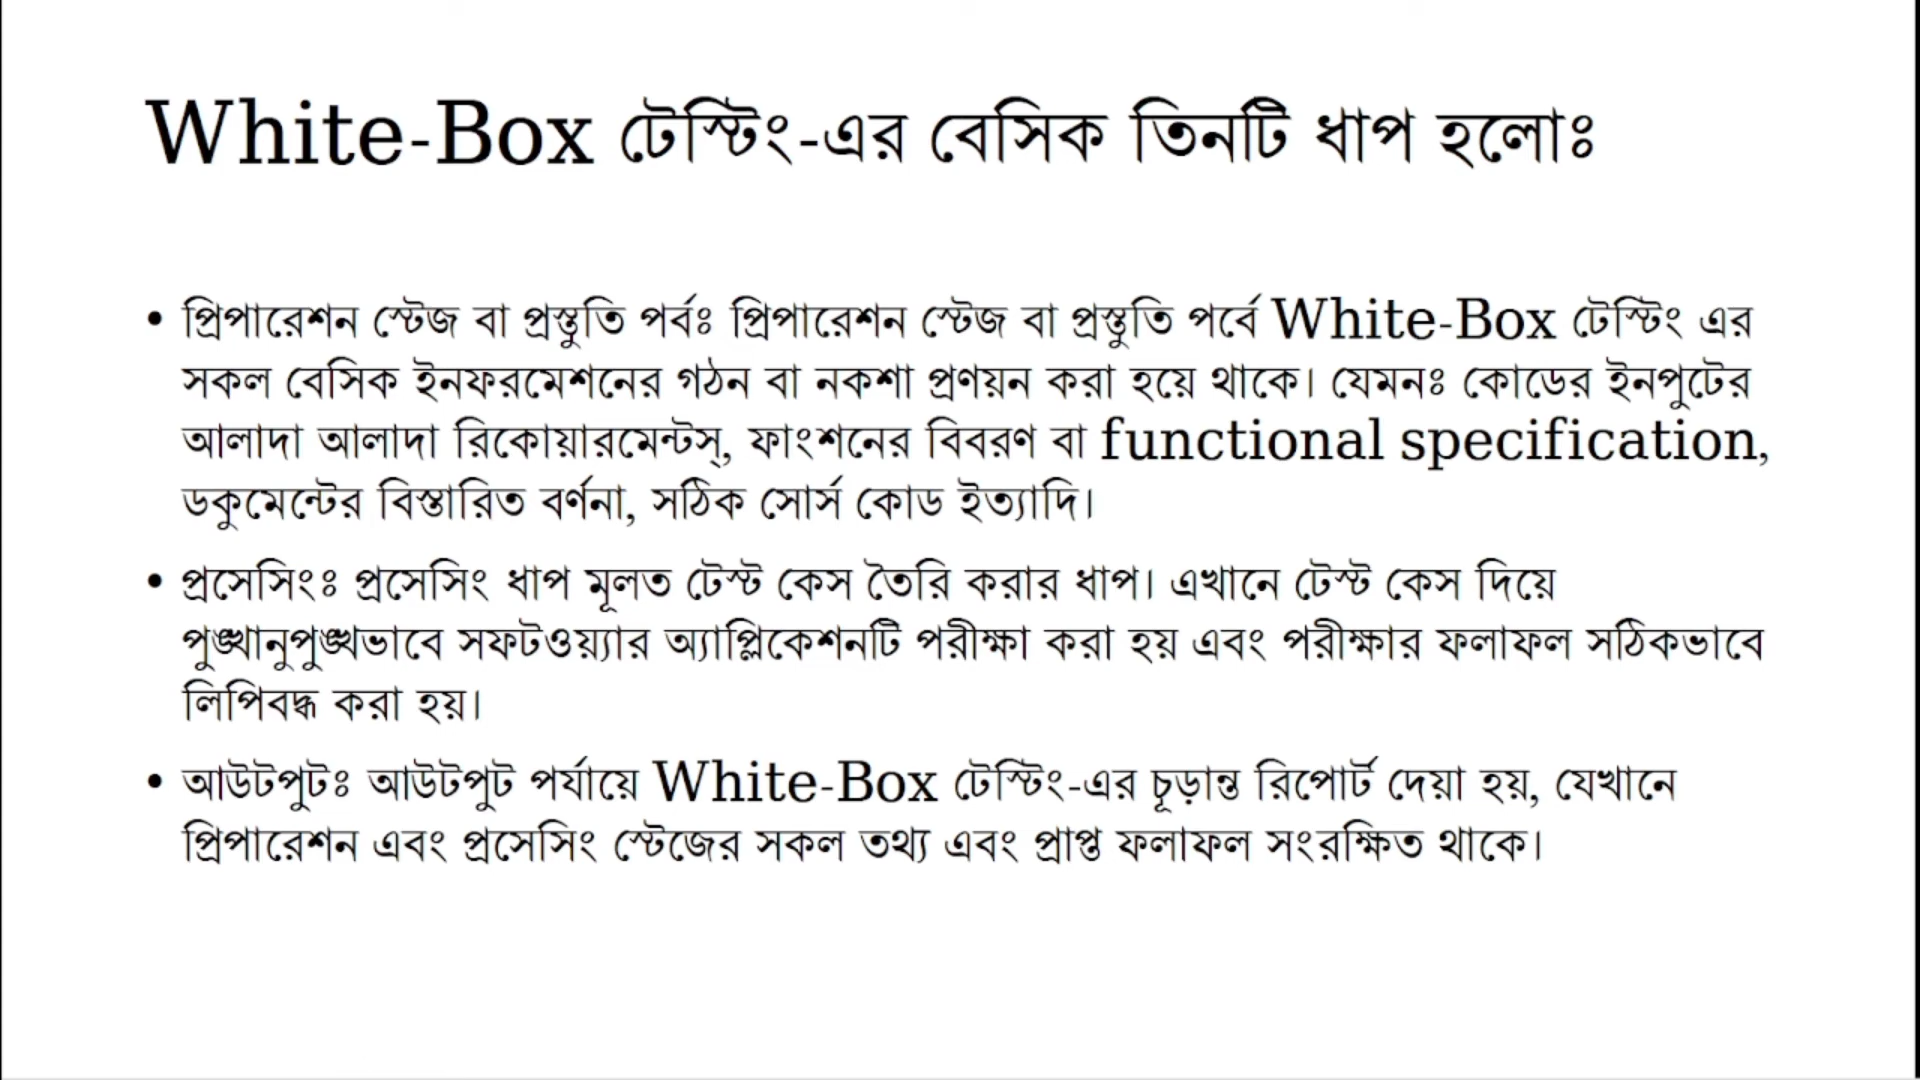 White-Box টেস্টিং-এর বেসিক তিনটি ধাপ হলোঃ
• প্রিপারেশন স্টেজ বা প্রস্তুতি পর্বঃ প্রিপারেশন স্টেজ বা প্রস্তুতি পর্বে White-Box টেস্টিং এর
সকল বেসিক ইনফরমেশনের গঠন বা নকশা প্রণয়ন করা হয়ে থাকে। যেমনঃ কোডের ইনপুটের
আলাদা আলাদা রিকোয়ারমেন্টস্, ফাংশনের বিবরণ বা functional specification,
ডকুমেন্টের বিস্তারিত বর্ণনা, সঠিক সোর্স কোড ইত্যাদি।
• প্রসেসিংঃ প্রসেসিং ধাপ মূলত টেস্ট কেস তৈরি করার ধাপ। এখানে টেস্ট কেস দিয়ে
পুঙ্খানুপুঙ্খভাবে সফটওয়্যার অ্যাপ্লিকেশনটি পরীক্ষা করা হয় এবং পরীক্ষার ফলাফল সঠিকভাবে
লিপিবদ্ধ করা হয়।
• আউটপুটঃ আউটপুট পর্যায়ে White-Box টেস্টিং-এর চূড়ান্ত রিপোর্ট দেয়া হয়, যেখানে
প্রিপারেশন এবং প্রসেসিং স্টেজের সকল তথ্য এবং প্রাপ্ত ফলাফল সংরক্ষিত থাকে।